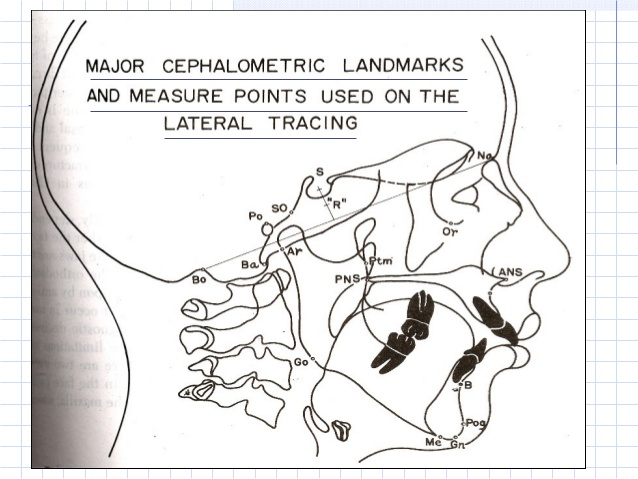 MAJOR CEPHALOMETRIC LANDMARKS
AND MEASURE POINTS USED ON THE
LATERAL TRACING
Na
S
"R"
SO
Po
Or
Ar
Ba
Ptm
ANS
PNS
Bo
Go
B
Pog
Me
Gn